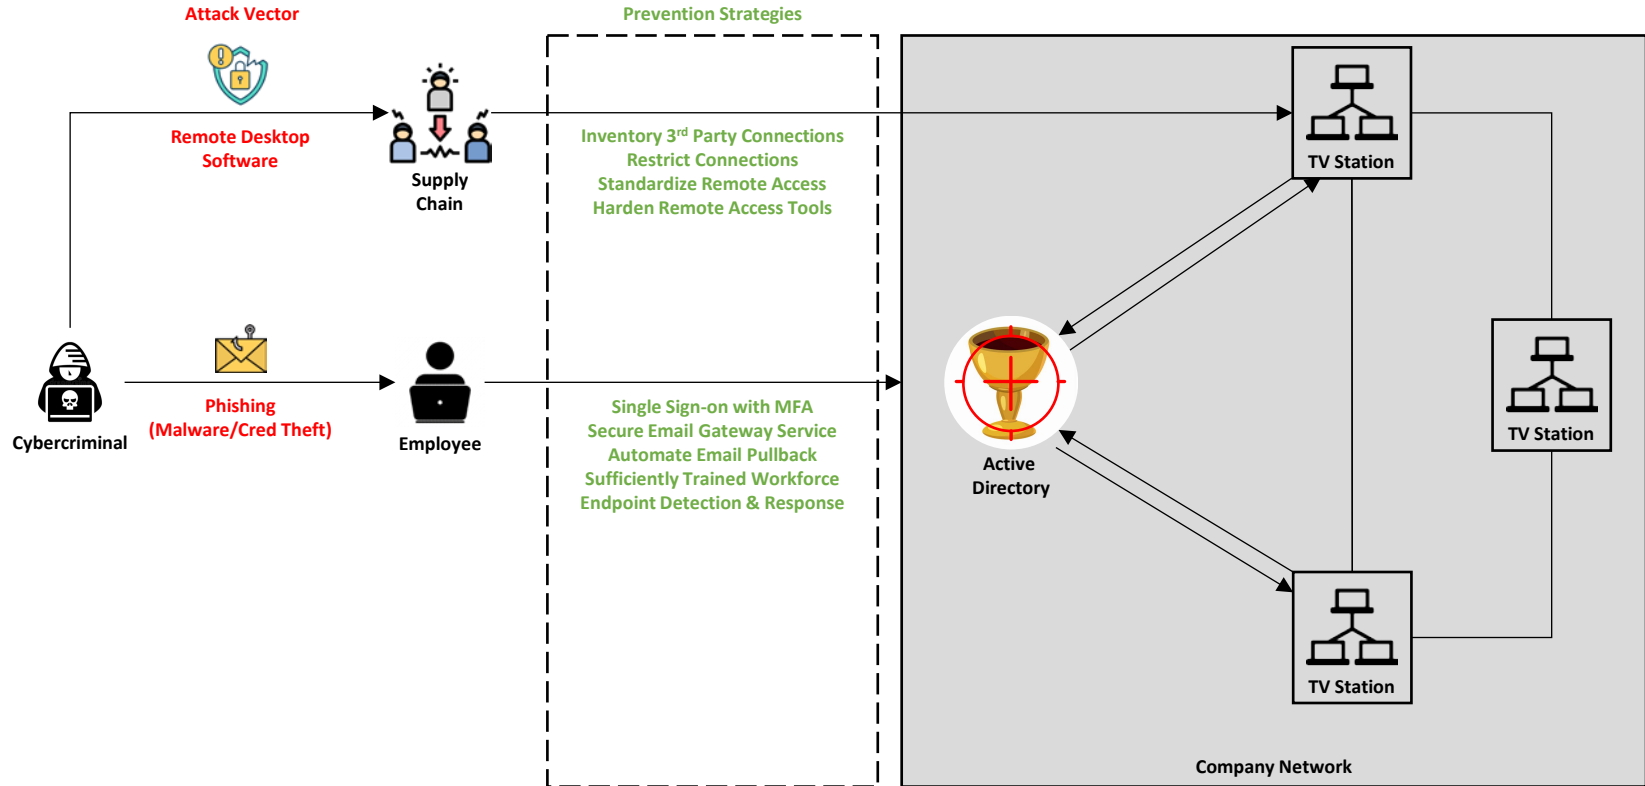 Attack Vector
Prevention Strategies
Remote Desktop
Software
Supply
Chain
Inventory 3rd Party Connections
Restrict Connections
Standardize Remote Access
Harden Remote Access Tools
TV Station
Cybercriminal
Phishing
(Malware/Cred Theft)
Employee
Single Sign-on with MFA
Secure Email Gateway Service
Automate Email Pullback
Sufficiently Trained Workforce
Endpoint Detection & Response
Active
Directory
TV Station
TV Station
Company Network